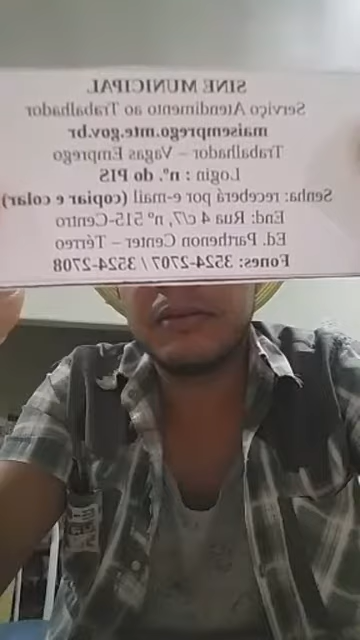 SINE MUNICIPAL
Serviço Atendimento ao Trabalhador
maisemprego.mte.gov.br
Trabalhador – Vagas Emprego
Login : nº. do PIS
Senha: receberá por e-mail (copiar e colar)
End: Rua 4 c/7, nº 515-Centro
Ed. Parthenon Center – Térreo
Fones: 3524-2707 / 3524-2708